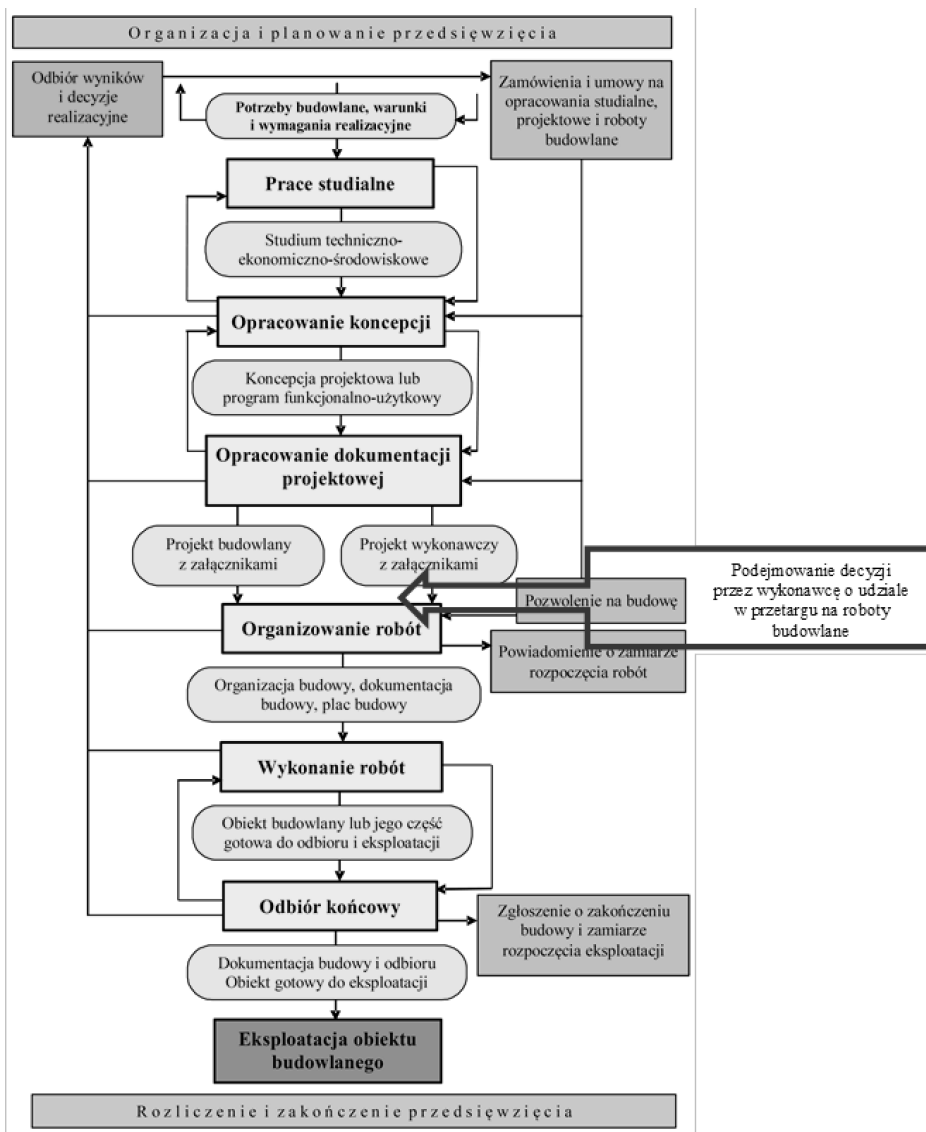 Organizacja i planowanie przedsięwzięcia
Odbiór wyników
i decyzje
realizacyjne
Potrzeby budowlane, warunki
i wymagania realizacyjne
Zamówienia i umowy na
opracowania studialne,
projektowe i roboty
budowlane
Prace studialne
Studium techniczno-
ekonomiczno-środowiskowe
Opracowanie koncepcji
Koncepcja projektowa lub
program funkcjonalno-użytkowy
Opracowanie dokumentacji
projektowej
Projekt budowlany
z załącznikami
Projekt wykonawczy
z załącznikami
Podejmowanie decyzji
przez wykonawcę o udziale
w przetargu na roboty
budowlane
Pozwolenie na budowę
Organizowanie robót
Powiadomienie o zamiarze
rozpoczęcia robót
Organizacja budowy, dokumentacja
budowy, plac budowy
Wykonanie robót
Obiekt budowlany lub jego część
gotowa do odbioru i eksploatacji
Odbiór końcowy
Zgłoszenie o zakończeniu
budowy i zamiarze
rozpoczęcia eksploatacji
Dokumentacja budowy i odbioru
Obiekt gotowy do eksploatacji
Eksploatacja obiektu
budowlanego
Rozliczenie i zakończenie przedsięwzięcia